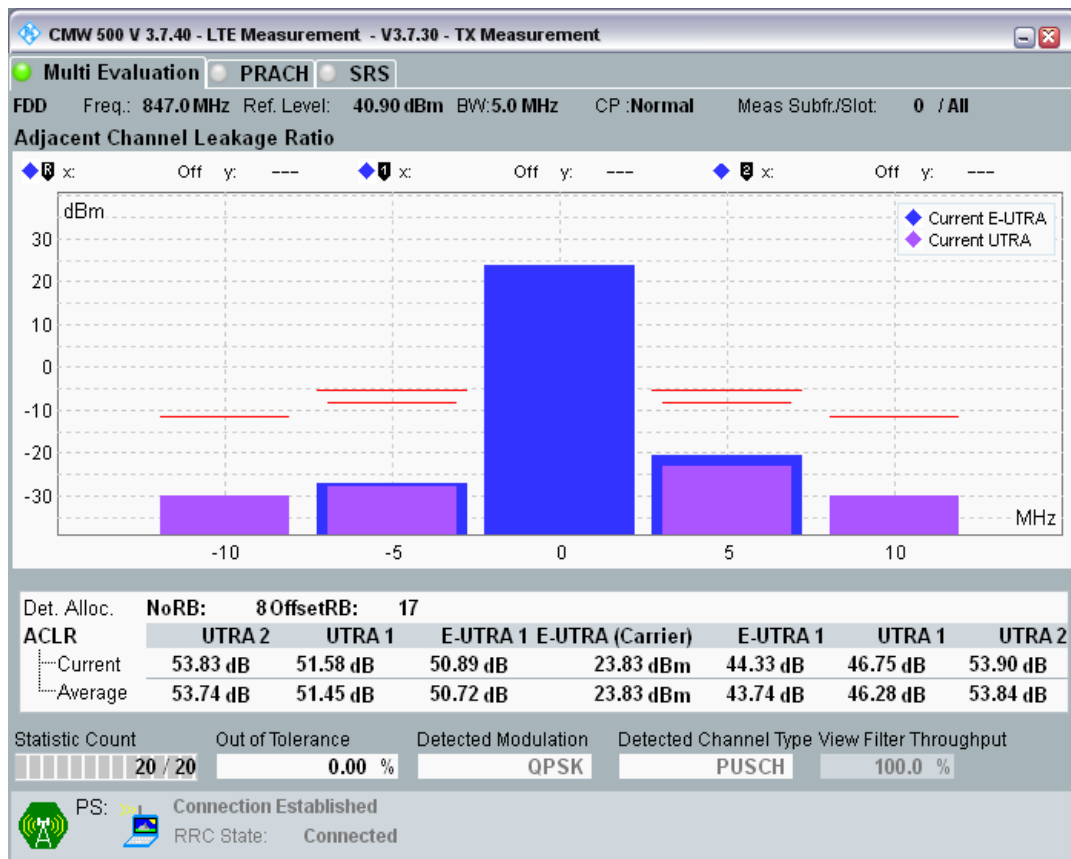 CMW 500 V 3.7.40 - LTE Measurement - V3.7.30 - TX Measurement
Multi Evaluation PRACH SRS
FDD Freq.: 847.0 MHz Ref. Level: 40.90 dBm BW:5.0 MHz CP :Normal Meas Subfr./Slot: 0 / All
Adjacent Channel Leakage Ratio
R x: Off y: --- 1 x: Off y: --- 2 x: Off y: ---
dBm
Current E-UTRA
Current UTRA
30
20
10
0
-10
-20
-30
MHz
-10 -5 0 5 10
Det. Alloc. NoRB: 8 OffsetRB: 17
ACLR UTRA 2 UTRA 1 E-UTRA 1 E-UTRA (Carrier) E-UTRA 1 UTRA 1 UTRA 2
Current 53.83 dB 51.58 dB 50.89 dB 23.83 dBm 44.33 dB 46.75 dB 53.90 dB
Average 53.74 dB 51.45 dB 50.72 dB 23.83 dBm 43.74 dB 46.28 dB 53.84 dB
Statistic Count Out of Tolerance Detected Modulation Detected Channel Type View Filter Throughput
20 / 20 0.00 % QPSK PUSCH 100.0 %
PS: Connection Established
RRC State: Connected